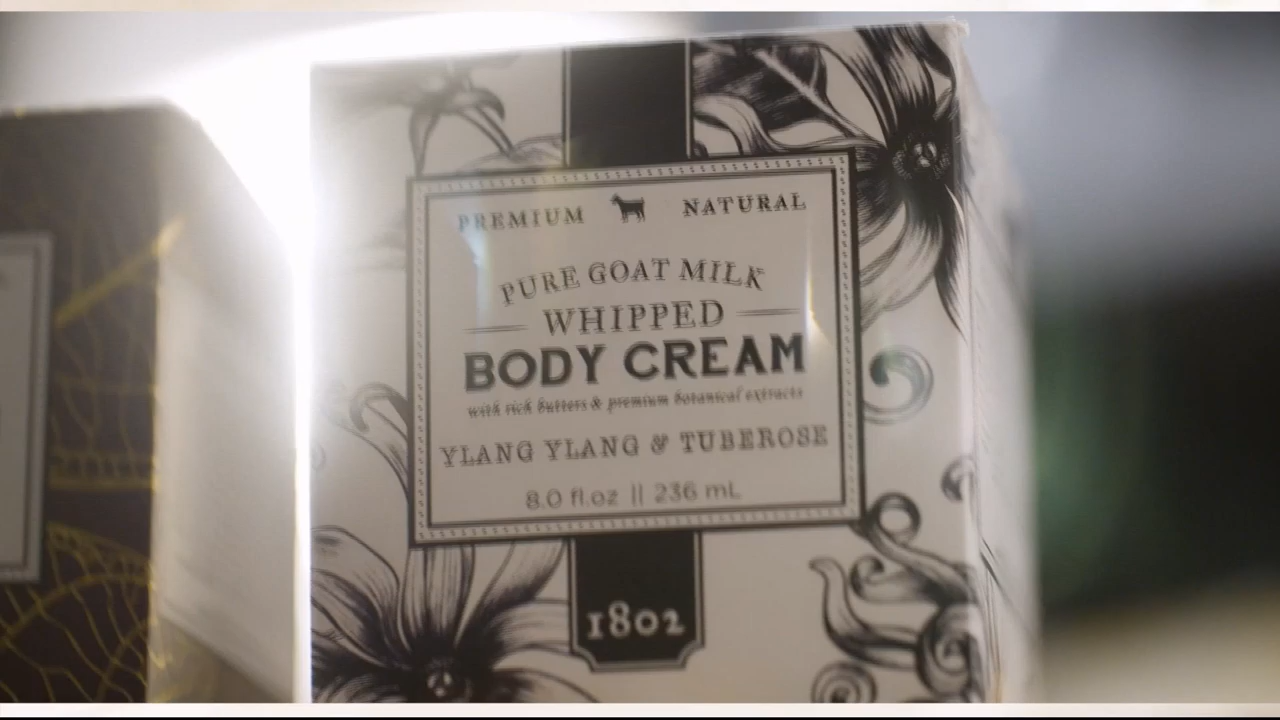 PREMIUM NATURAL
PURE GOAT MILK
WHIPPED
BODY CREAM
with rich butters & premium botanical extracts
YLANG YLANG & TUBEROSE
8.0 fl.oz || 236 mL
1802